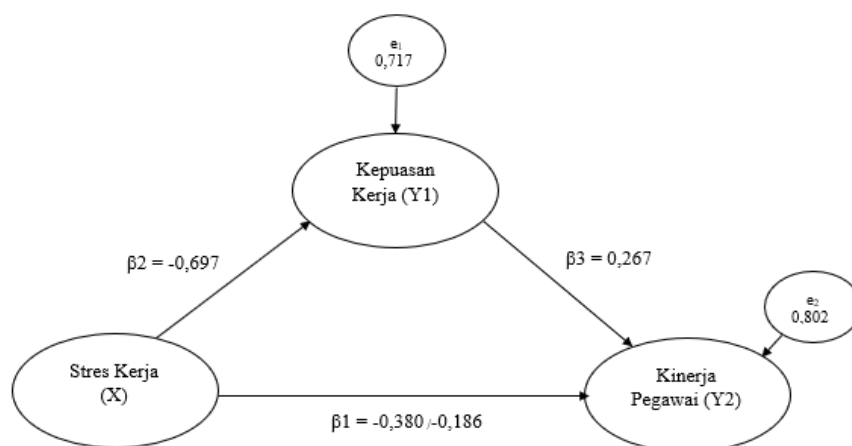 e₁
0,717
Kepuasan
Kerja (Y1)
β2 = -0,697
β3 = 0,267
e₂
0,802
Stres Kerja
(X)
Kinerja
Pegawai (Y2)
β1 = -0,380 /-0,186